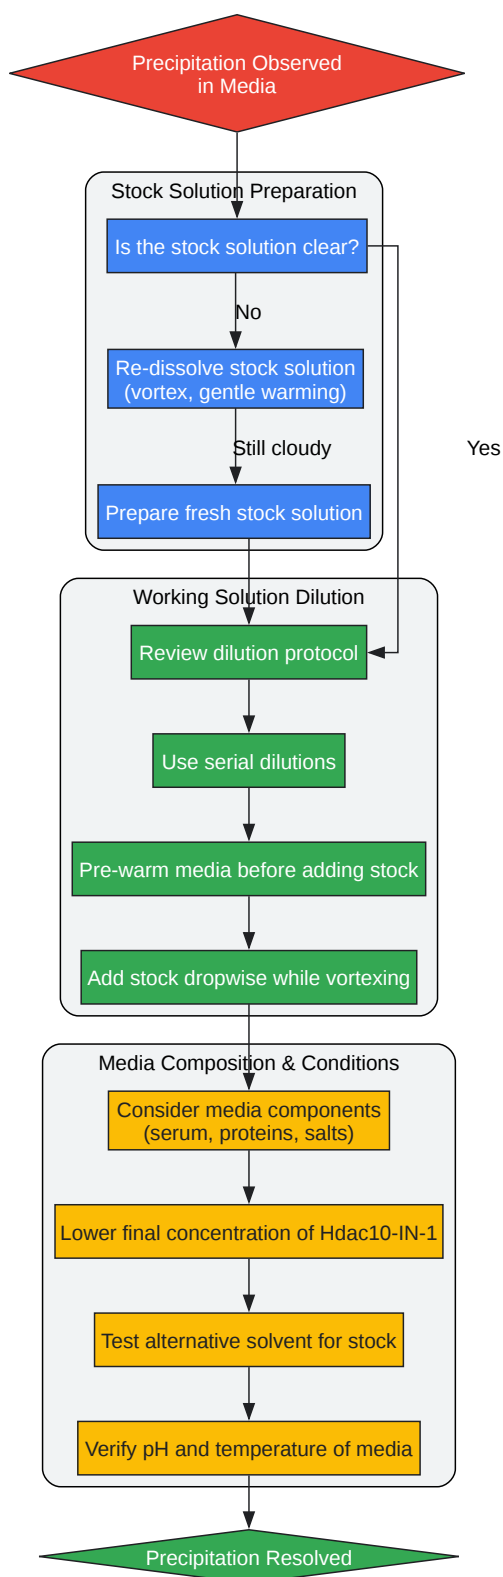 Precipitation Observed
in Media
Stock Solution Preparation
Is the stock solution clear?
No
Re-dissolve stock solution
(vortex, gentle warming)
Still cloudy
Yes
Prepare fresh stock solution
Working Solution Dilution
Review dilution protocol
Use serial dilutions
Pre-warm media before adding stock
Add stock dropwise while vortexing
Media Composition & Conditions
Consider media components
(serum, proteins, salts)
Lower final concentration of Hdac10-IN-1
Test alternative solvent for stock
Verify pH and temperature of media
Precipitation Resolved